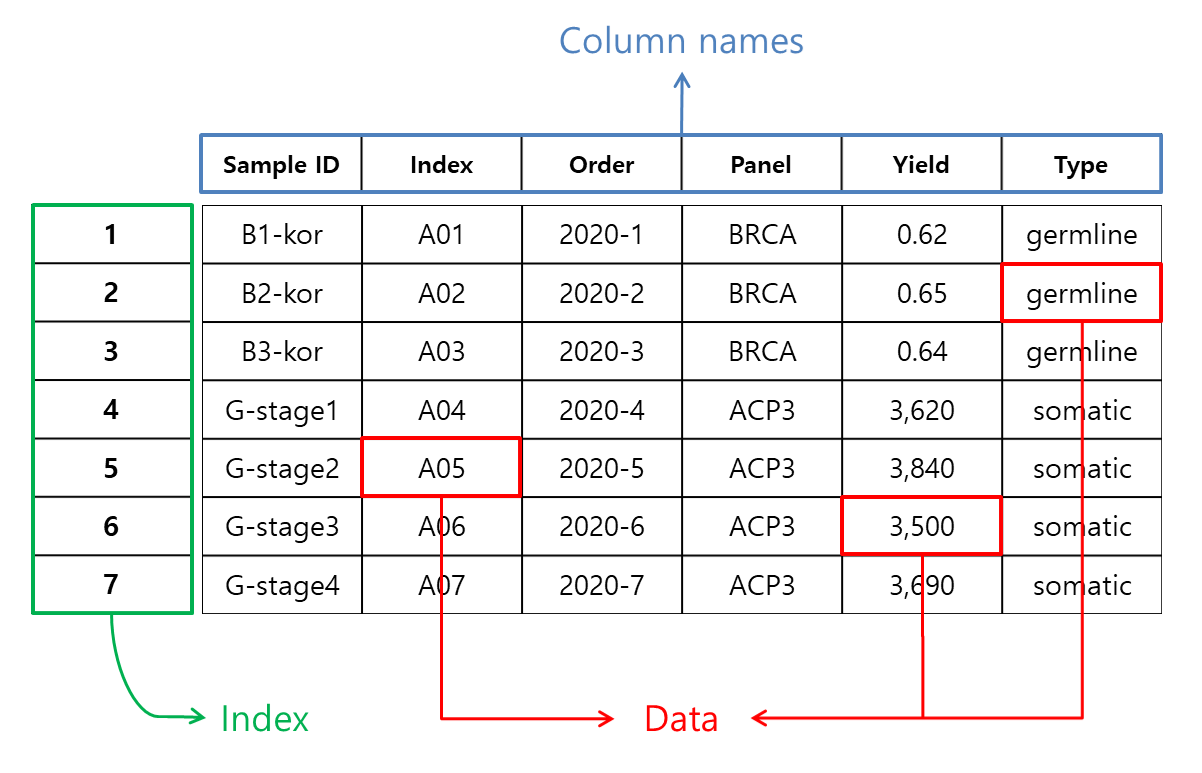 Column names
Sample ID Index Order Panel Yield Type
1 B1-kor A01 2020-1 BRCA 0.62 germline
2 B2-kor A02 2020-2 BRCA 0.65 germline
3 B3-kor A03 2020-3 BRCA 0.64 germline
4 G-stage1 A04 2020-4 ACP3 3,620 somatic
5 G-stage2 A05 2020-5 ACP3 3,840 somatic
6 G-stage3 A06 2020-6 ACP3 3,500 somatic
7 G-stage4 A07 2020-7 ACP3 3,690 somatic
Index Data